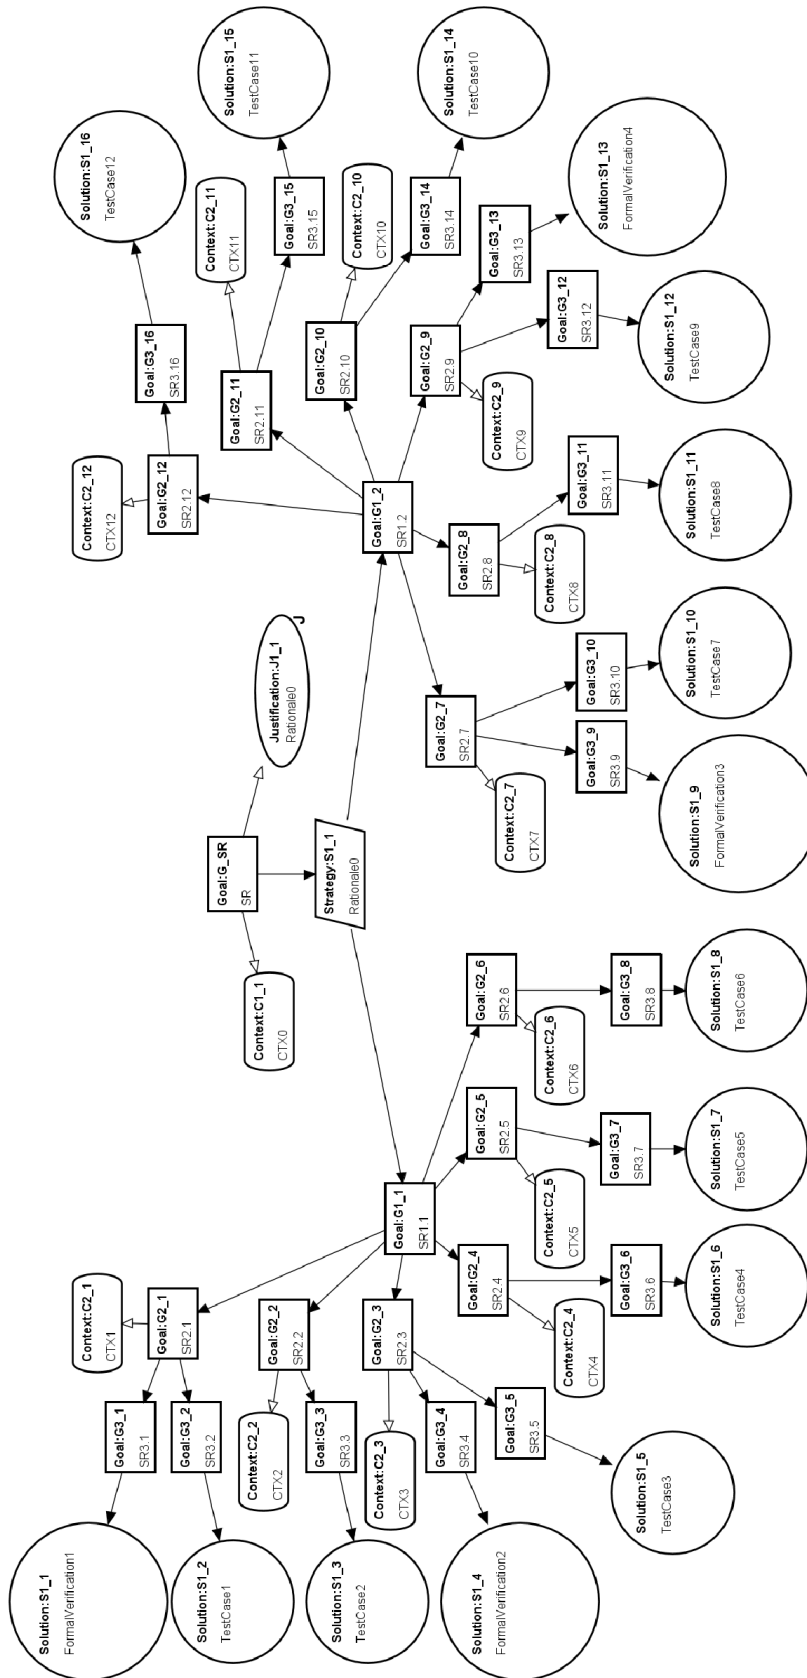 Goal:G_SR
SR
Context:C1_1
CTX0
Justification:J1_1
Rationale0
J
Strategy:S1_1
Rationale0
Goal:G1_1
SR1.1
Goal:G1_2
SR1.2
Context:C2_1
CTX1
Goal:G2_1
SR2.1
Goal:G3_1
SR3.1
Goal:G3_2
SR3.2
Solution:S1_1
FormalVerification1
Solution:S1_2
TestCase1
Goal:G2_2
SR2.2
Context:C2_2
CTX2
Goal:G3_3
SR3.3
Solution:S1_3
TestCase2
Goal:G2_3
SR2.3
Context:C2_3
CTX3
Goal:G3_4
SR3.4
Goal:G3_5
SR3.5
Solution:S1_4
FormalVerification2
Solution:S1_5
TestCase3
Goal:G2_4
SR2.4
Context:C2_4
CTX4
Goal:G3_6
SR3.6
Solution:S1_6
TestCase4
Goal:G2_5
SR2.5
Context:C2_5
CTX5
Goal:G3_7
SR3.7
Solution:S1_7
TestCase5
Goal:G2_6
SR2.6
Context:C2_6
CTX6
Goal:G3_8
SR3.8
Solution:S1_8
TestCase6
Goal:G2_7
SR2.7
Context:C2_7
CTX7
Goal:G3_9
SR3.9
Goal:G3_10
SR3.10
Solution:S1_9
FormalVerification3
Solution:S1_10
TestCase7
Goal:G2_8
SR2.8
Context:C2_8
CTX8
Goal:G3_11
SR3.11
Solution:S1_11
TestCase8
Goal:G2_9
SR2.9
Context:C2_9
CTX9
Goal:G3_12
SR3.12
Goal:G3_13
SR3.13
Solution:S1_12
TestCase9
Solution:S1_13
FormalVerification4
Goal:G2_10
SR2.10
Context:C2_10
CTX10
Goal:G3_14
SR3.14
Solution:S1_14
TestCase10
Goal:G2_11
SR2.11
Context:C2_11
CTX11
Goal:G3_15
SR3.15
Solution:S1_15
TestCase11
Context:C2_12
CTX12
Goal:G2_12
SR2.12
Goal:G3_16
SR3.16
Solution:S1_16
TestCase12